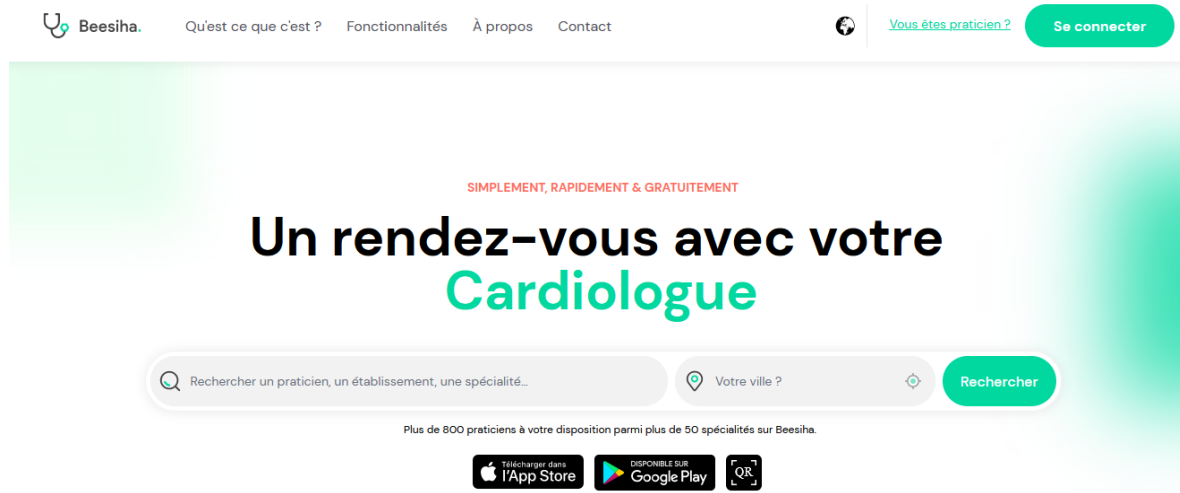 Beesiha.
Qu'est ce que c'est ?
Fonctionnalités
À propos
Contact
Vous êtes praticien ?
Se connecter
SIMPLEMENT, RAPIDEMENT & GRATUITEMENT
Un rendez-vous avec votre
Cardiologue
Rechercher un praticien, un établissement, une spécialité...
Votre ville ?
Rechercher
Plus de 800 praticiens à votre disposition parmi plus de 50 spécialités sur Beesiha.
Télécharger dans
l'App Store
DISPONIBLE SUR
Google Play
QR